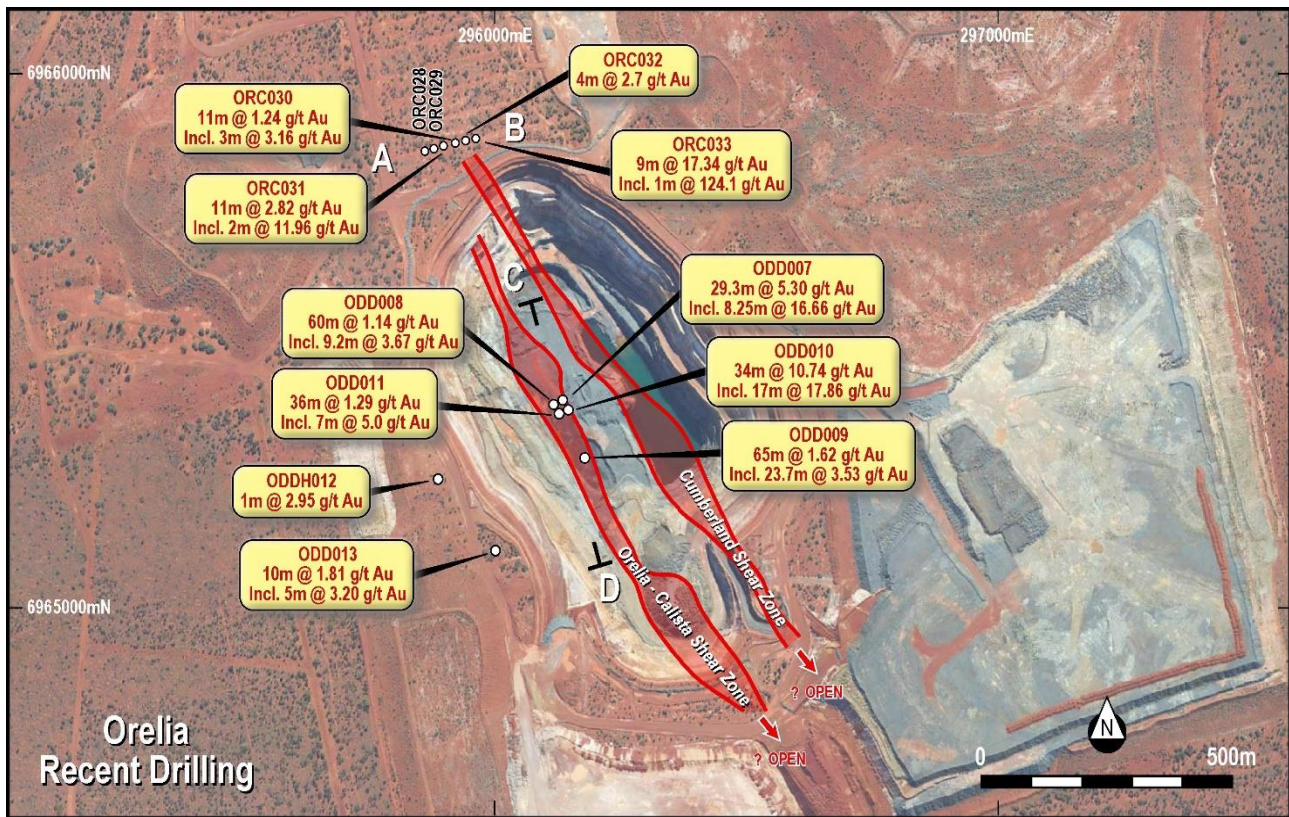 296000mE
297000mE
6966000mN
ORC032
4m @ 2.7 g/t Au
ORC028
ORC029
ORC030
11m @ 1.24 g/t Au
Incl. 3m @ 3.16 g/t Au
A
B
ORC033
9m @ 17.34 g/t Au
Incl. 1m @ 124.1 g/t Au
ORC031
11m @ 2.82 g/t Au
Incl. 2m @ 11.96 g/t Au
C
ODD007
29.3m @ 5.30 g/t Au
Incl. 8.25m @ 16.66 g/t Au
ODD008
60m @ 1.14 g/t Au
Incl. 9.2m @ 3.67 g/t Au
ODD010
34m @ 10.74 g/t Au
Incl. 17m @ 17.86 g/t Au
ODD011
36m @ 1.29 g/t Au
Incl. 7m @ 5.0 g/t Au
ODD009
65m @ 1.62 g/t Au
Incl. 23.7m @ 3.53 g/t Au
ODDH012
1m @ 2.95 g/t Au
Cumberland Shear Zone
ODD013
10m @ 1.81 g/t Au
Incl. 5m @ 3.20 g/t Au
D
Orelia - Calista Shear Zone
6965000mN
? OPEN
? OPEN
Orelia
Recent Drilling
N
0
500m